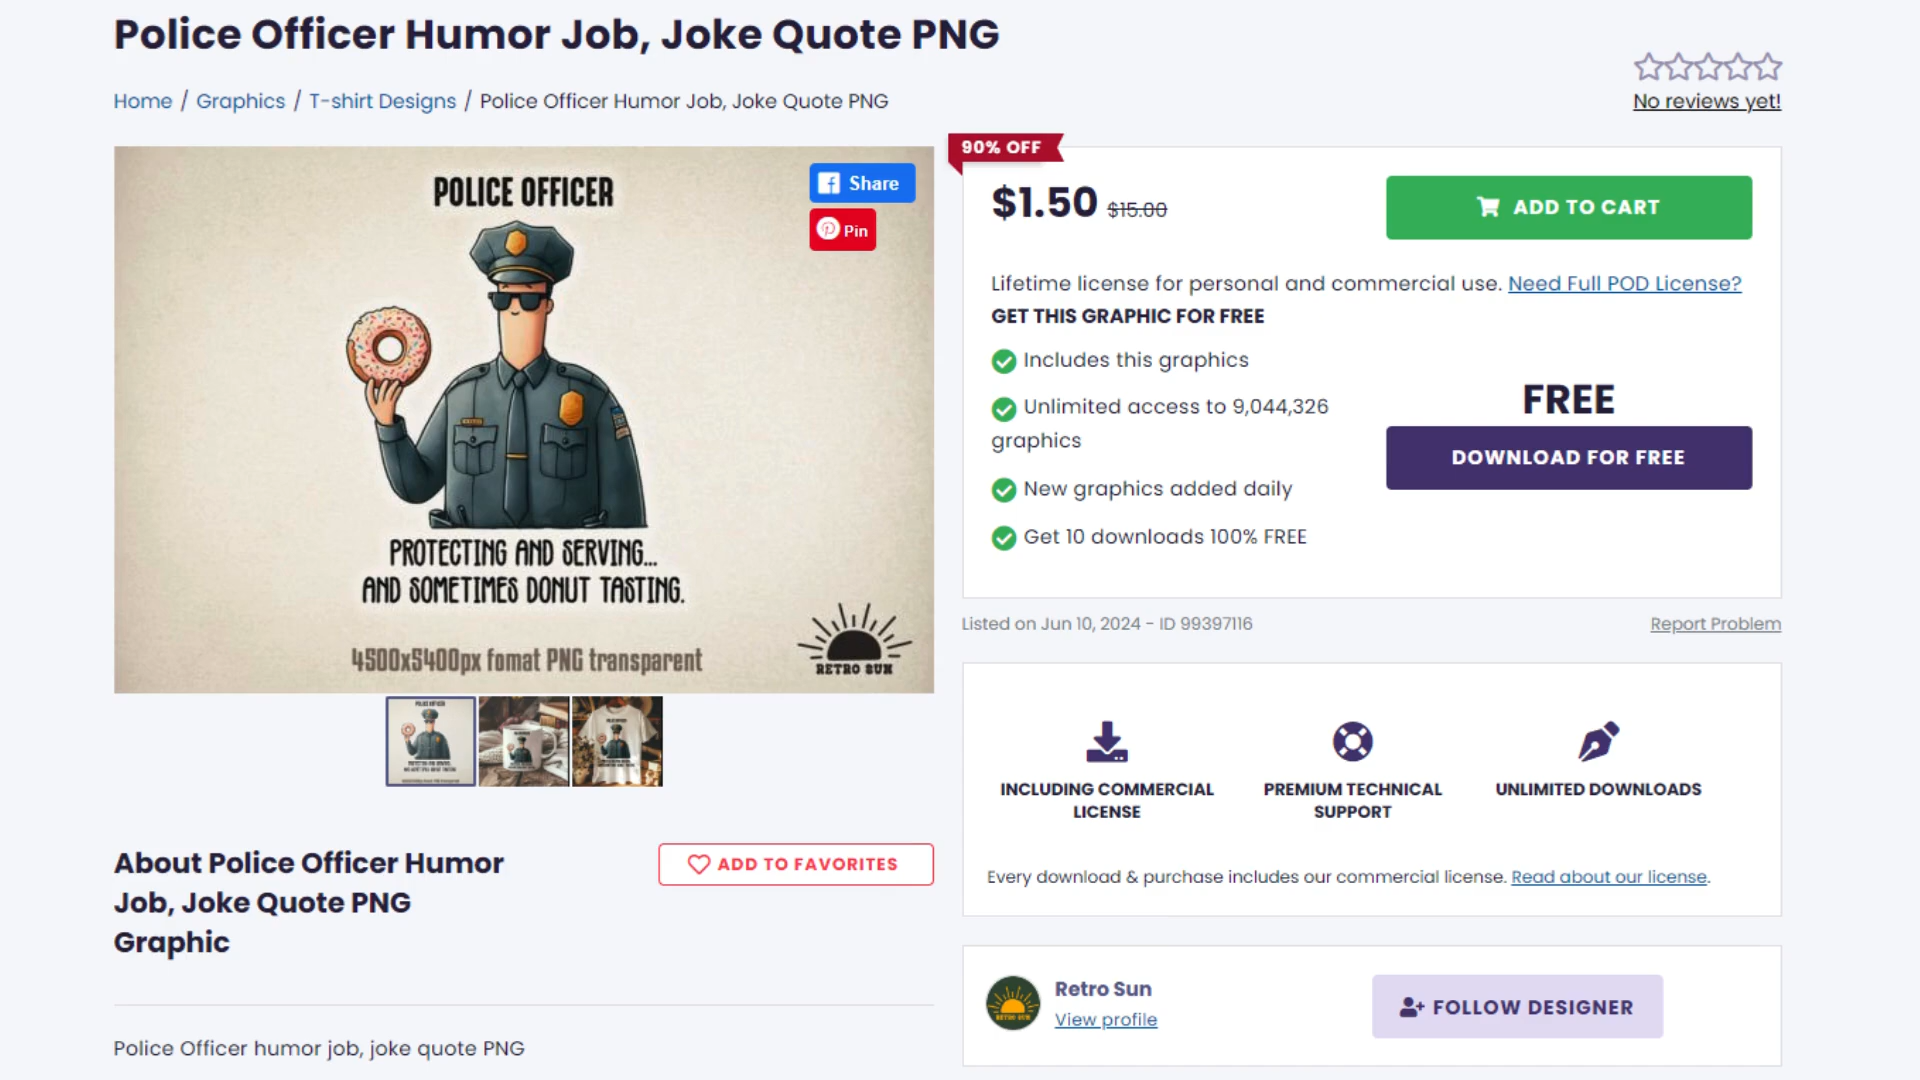 Police Officer Humor Job, Joke Quote PNG
Home / Graphics / T-shirt Designs / Police Officer Humor Job, Joke Quote PNG
No reviews yet!
POLICE OFFICER
Share
Pin
PROTECTING AND SERVING...
AND SOMETIMES DONUT TASTING.
4500x5400px fomat PNG transparent
RETRO SUN
90% OFF
$1.50 $15.00
ADD TO CART
Lifetime license for personal and commercial use. Need Full POD License?
GET THIS GRAPHIC FOR FREE
Includes this graphics
Unlimited access to 9,044,326
graphics
New graphics added daily
Get 10 downloads 100% FREE
FREE
DOWNLOAD FOR FREE
Listed on Jun 10, 2024 - ID 99397116
Report Problem
INCLUDING COMMERCIAL
LICENSE
PREMIUM TECHNICAL
SUPPORT
UNLIMITED DOWNLOADS
Every download & purchase includes our commercial license. Read about our license.
About Police Officer Humor
Job, Joke Quote PNG
Graphic
ADD TO FAVORITES
Police Officer humor job, joke quote PNG
RETRO SUN
Retro Sun
View profile
FOLLOW DESIGNER